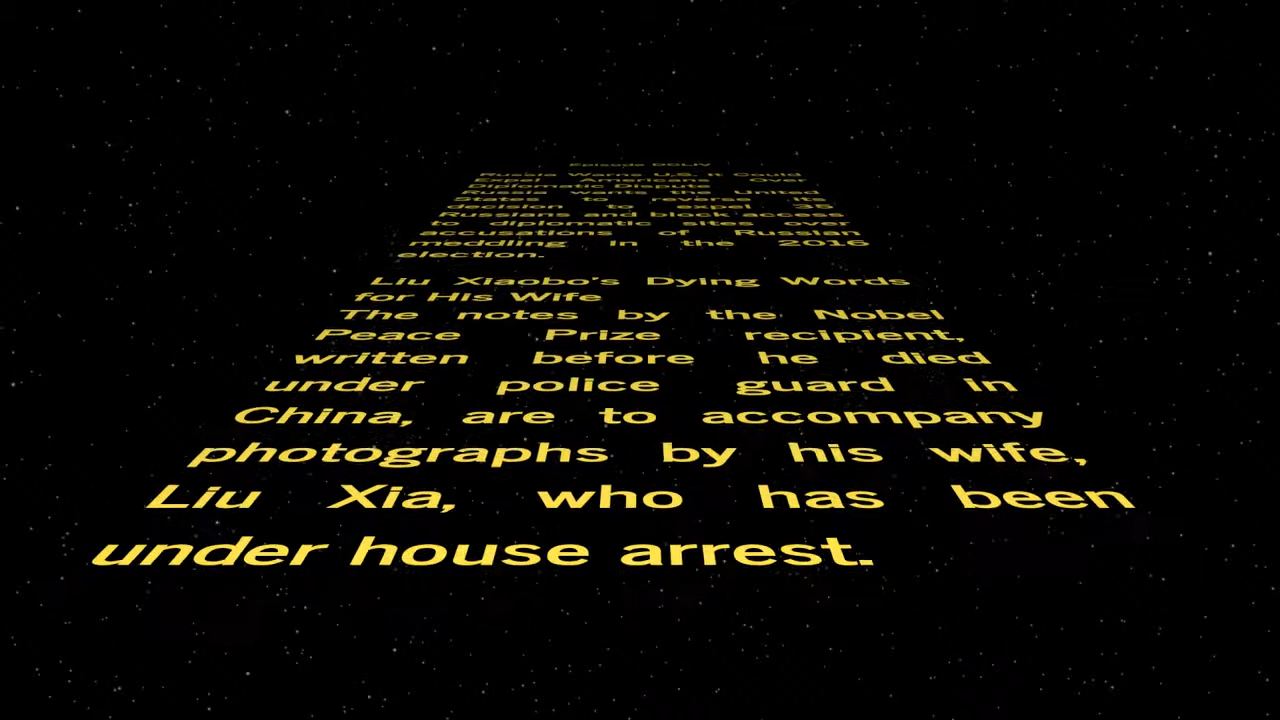 Episode DCLIV
Russia Warns U.S. It Could
Expel Americans Over
Diplomatic Dispute
Russia wants the United
States to reverse its
decision to expel 35
Russians and block access
to diplomatic sites over
accusations of Russian
meddling in the 2016
election.
Liu Xiaobo's Dying Words
for His Wife
The notes by the Nobel
Peace Prize recipient,
written before he died
under police guard in
China, are to accompany
photographs by his wife,
Liu Xia, who has been
under house arrest.